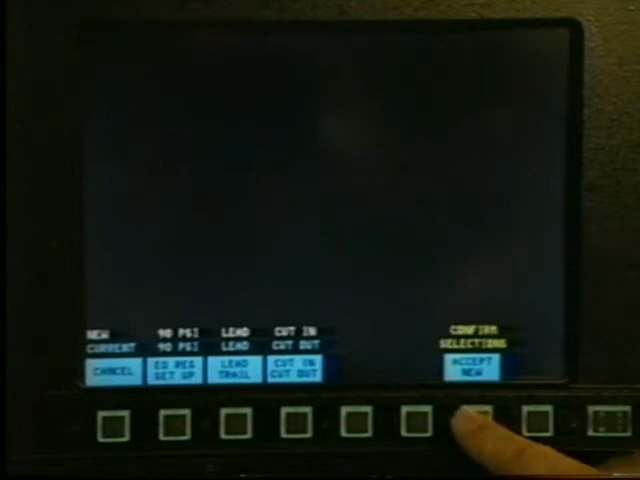 NEW 90 PSI LEAD CUT IN CONFIRM
CURRENT 90 PSI LEAD CUT OUT SELECTIONS
CANCEL EQ RES LEAD CUT IN ACCEPT
SET UP TRAIL CUT OUT NEW